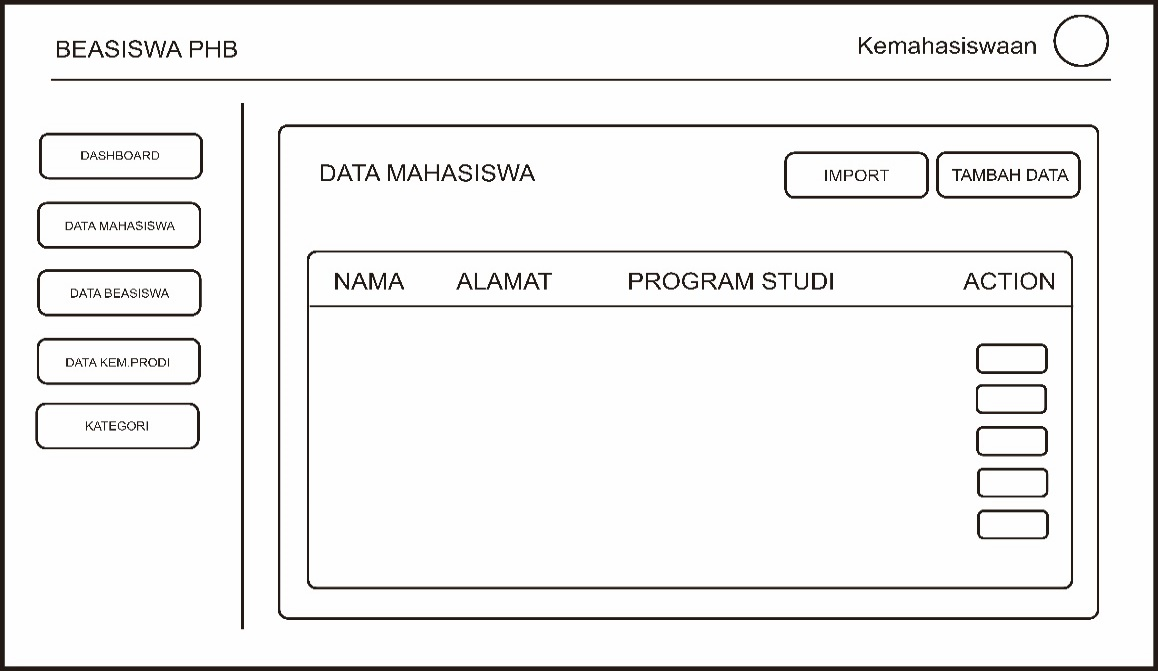 BEASISWA PHB
Kemahasiswaan
DASHBOARD
DATA MAHASISWA
DATA BEASISWA
DATA KEM.PRODI
KATEGORI
DATA MAHASISWA
IMPORT
TAMBAH DATA
NAMA ALAMAT PROGRAM STUDI ACTION